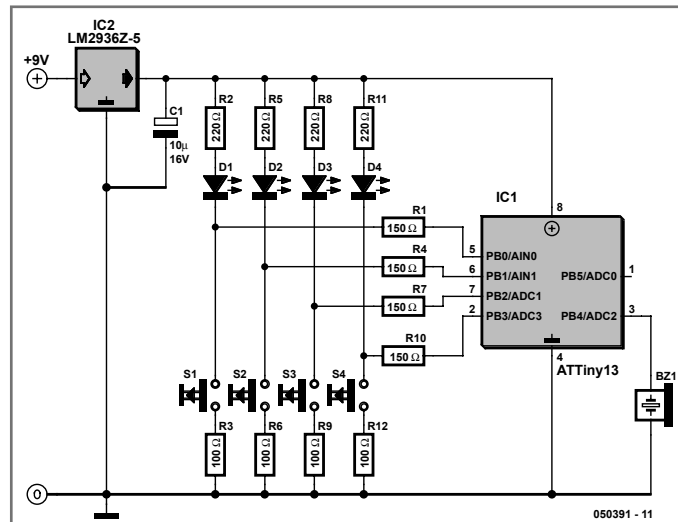 IC2
LM2936Z-5
+9V
C1
10µ
16V
R2
R5
R8
R11
220Ω
220Ω
220Ω
220Ω
D1
D2
D3
D4
R1
150Ω
R4
150Ω
R7
150Ω
R10
150Ω
IC1
8
5
PB0/AIN0
6
PB1/AIN1
7
PB2/ADC1
2
PB3/ADC3
PB5/ADC0
1
PB4/ADC2
3
4
ATTiny13
BZ1
S1
S2
S3
S4
R3
R6
R9
R12
100Ω
100Ω
100Ω
100Ω
0
050391 - 11